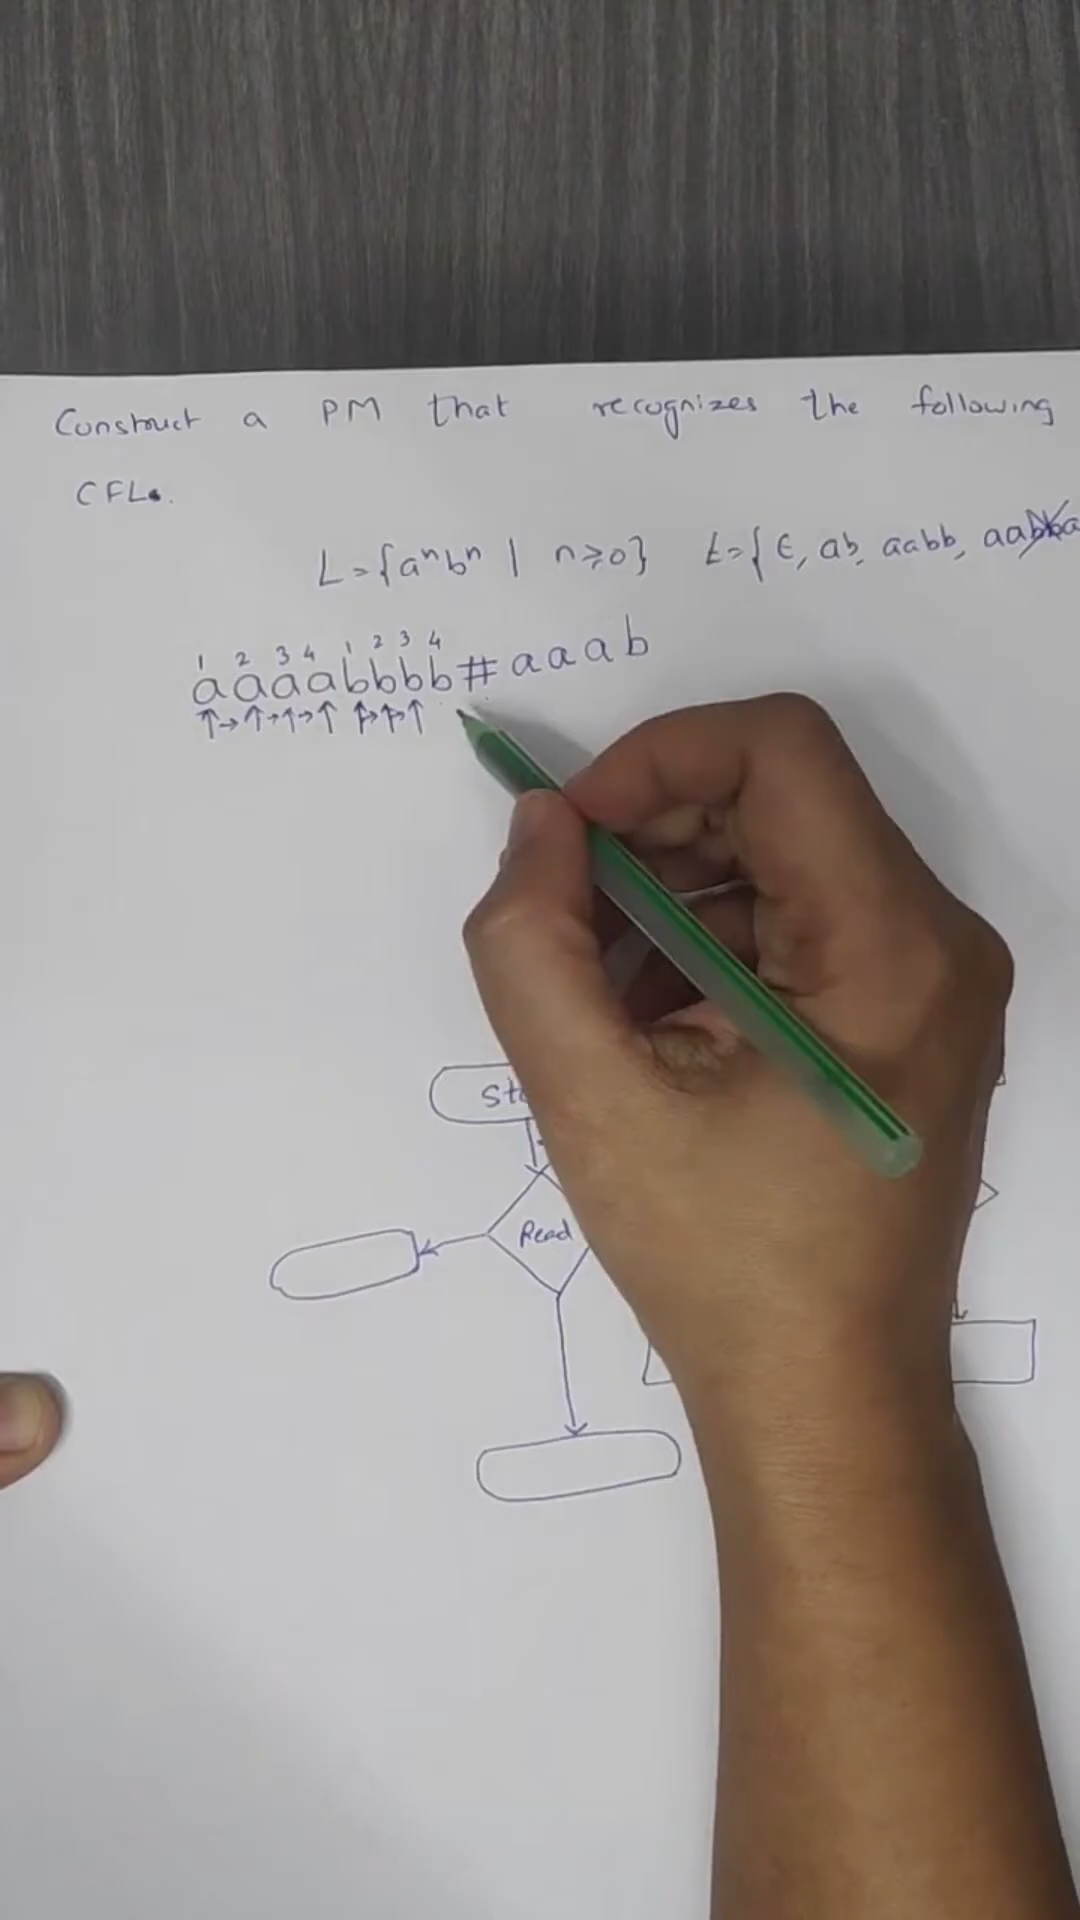 Construct a PM that recognizes the following
CFL.
L={aⁿbⁿ | n≥0} L={ϵ, ab, aabb,
1 2 3 4 1 2 3 4
aaaabbbb#aaab
Read